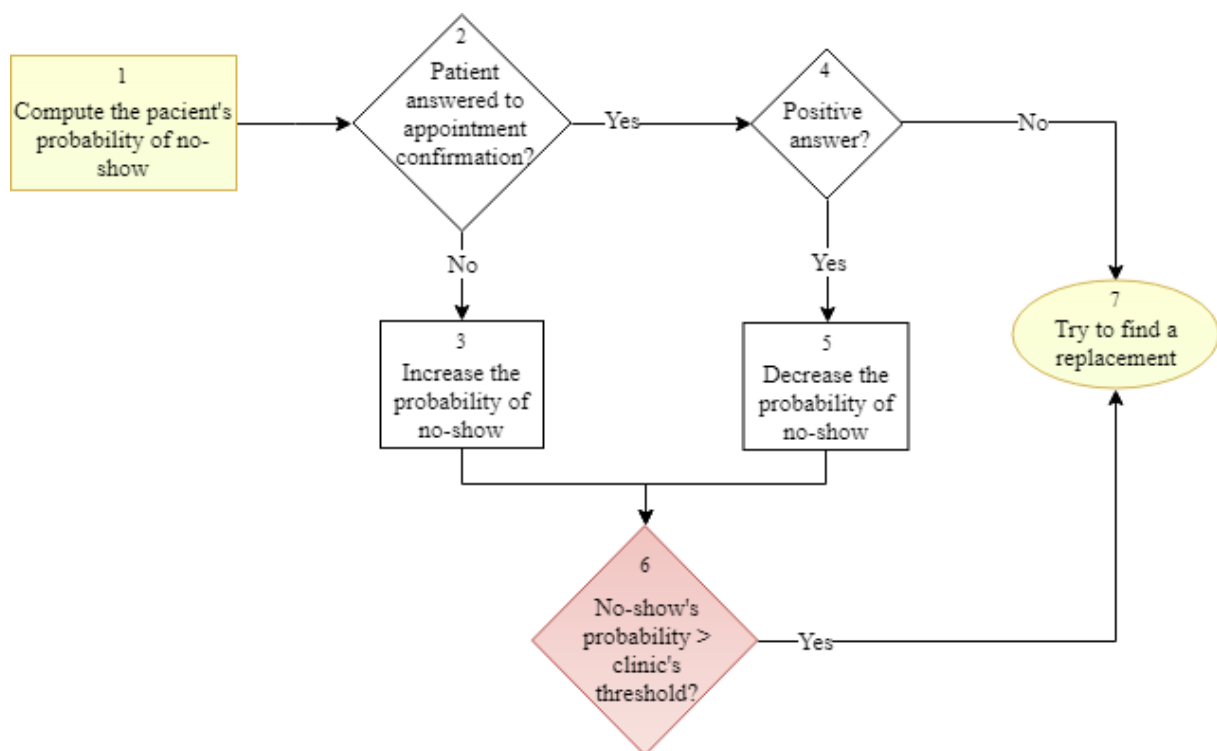 1
Compute the pacient's
probability of no-
show
2
Patient
answered to
appointment
confirmation?
Yes
4
Positive
answer?
No
No
Yes
3
Increase the
probability of
no-show
5
Decrease the
probability of
no-show
7
Try to find a
replacement
6
No-show's
probability >
clinic's
threshold?
Yes